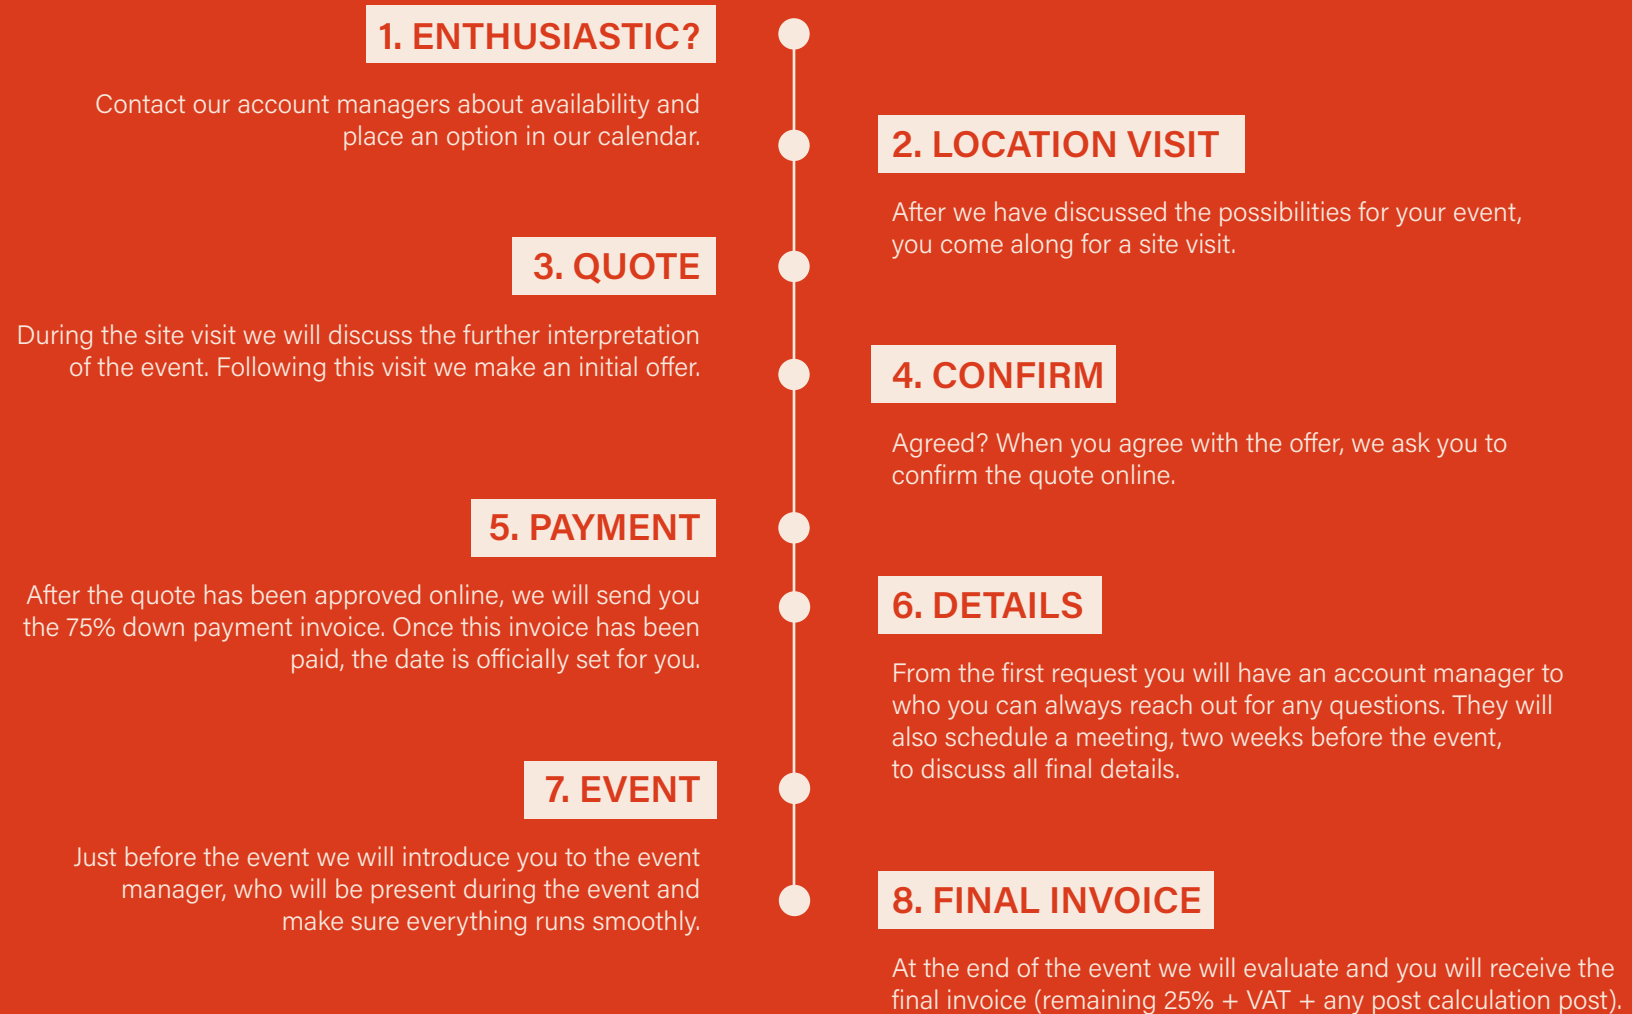 1. ENTHUSIASTIC?
Contact our account managers about availability and
place an option in our calendar.
2. LOCATION VISIT
After we have discussed the possibilities for your event,
you come along for a site visit.
3. QUOTE
During the site visit we will discuss the further interpretation
of the event. Following this visit we make an initial offer.
4. CONFIRM
Agreed? When you agree with the offer, we ask you to
confirm the quote online.
5. PAYMENT
After the quote has been approved online, we will send you
the 75% down payment invoice. Once this invoice has been
paid, the date is officially set for you.
6. DETAILS
From the first request you will have an account manager to
who you can always reach out for any questions. They will
also schedule a meeting, two weeks before the event,
to discuss all final details.
7. EVENT
Just before the event we will introduce you to the event
manager, who will be present during the event and
make sure everything runs smoothly.
8. FINAL INVOICE
At the end of the event we will evaluate and you will receive the
final invoice (remaining 25% + VAT + any post calculation post).